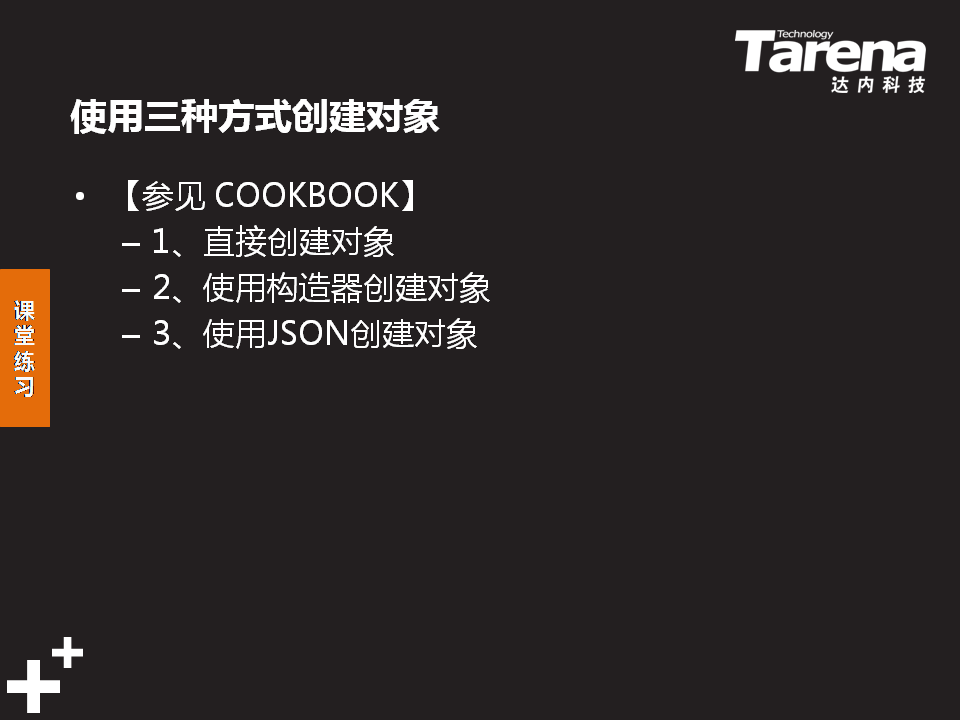 Technology
Tarena
达内科技
使用三种方式创建对象
• 【参见 COOKBOOK】
– 1、直接创建对象
– 2、使用构造器创建对象
– 3、使用JSON创建对象
课
堂
练
习